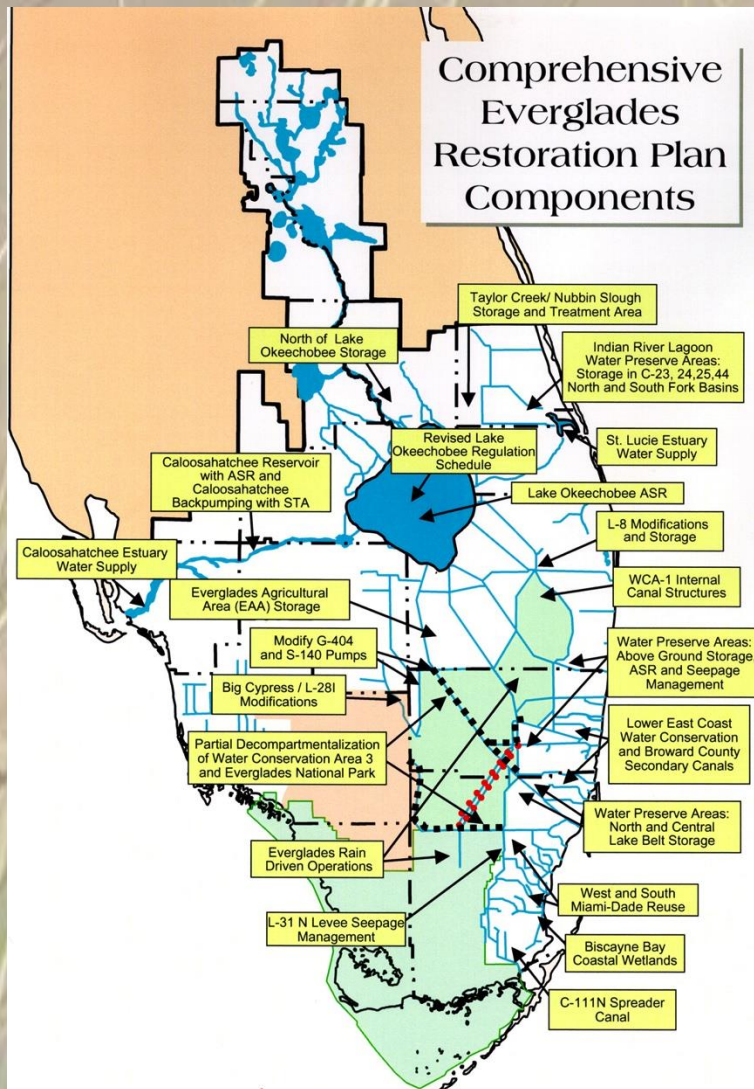 Comprehensive
Everglades
Restoration Plan
Components
Taylor Creek/ Nubbin Slough
Storage and Treatment Area
North of Lake
Okeechobee Storage
Indian River Lagoon
Water Preserve Areas:
Storage in C-23, 24,25,44
North and South Fork Basins
Revised Lake
Okeechobee Regulation
Schedule
St. Lucie Estuary
Water Supply
Caloosahatchee Reservoir
with ASR and
Caloosahatchee
Backpumping with STA
Lake Okeechobee ASR
L-8 Modifications
and Storage
Caloosahatchee Estuary
Water Supply
WCA-1 Internal
Canal Structures
Everglades Agricultural
Area (EAA) Storage
Modify G-404
and S-140 Pumps
Water Preserve Areas:
Above Ground Storage
ASR and Seepage
Management
Big Cypress / L-28I
Modifications
Lower East Coast
Water Conservation
and Broward County
Secondary Canals
Partial Decompartmentalization
of Water Conservation Area 3
and Everglades National Park
Water Preserve Areas:
North and Central
Lake Belt Storage
Everglades Rain
Driven Operations
West and South
Miami-Dade Reuse
L-31 N Levee Seepage
Management
Biscayne Bay
Coastal Wetlands
C-111N Spreader
Canal